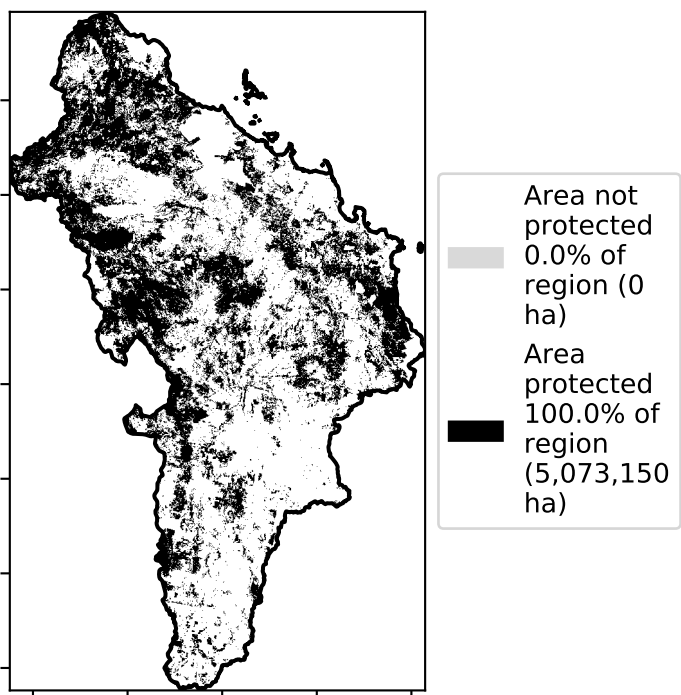 Area not
protected
0.0% of
region (0
ha)
Area
protected
100.0% of
region
(5,073,150
ha)